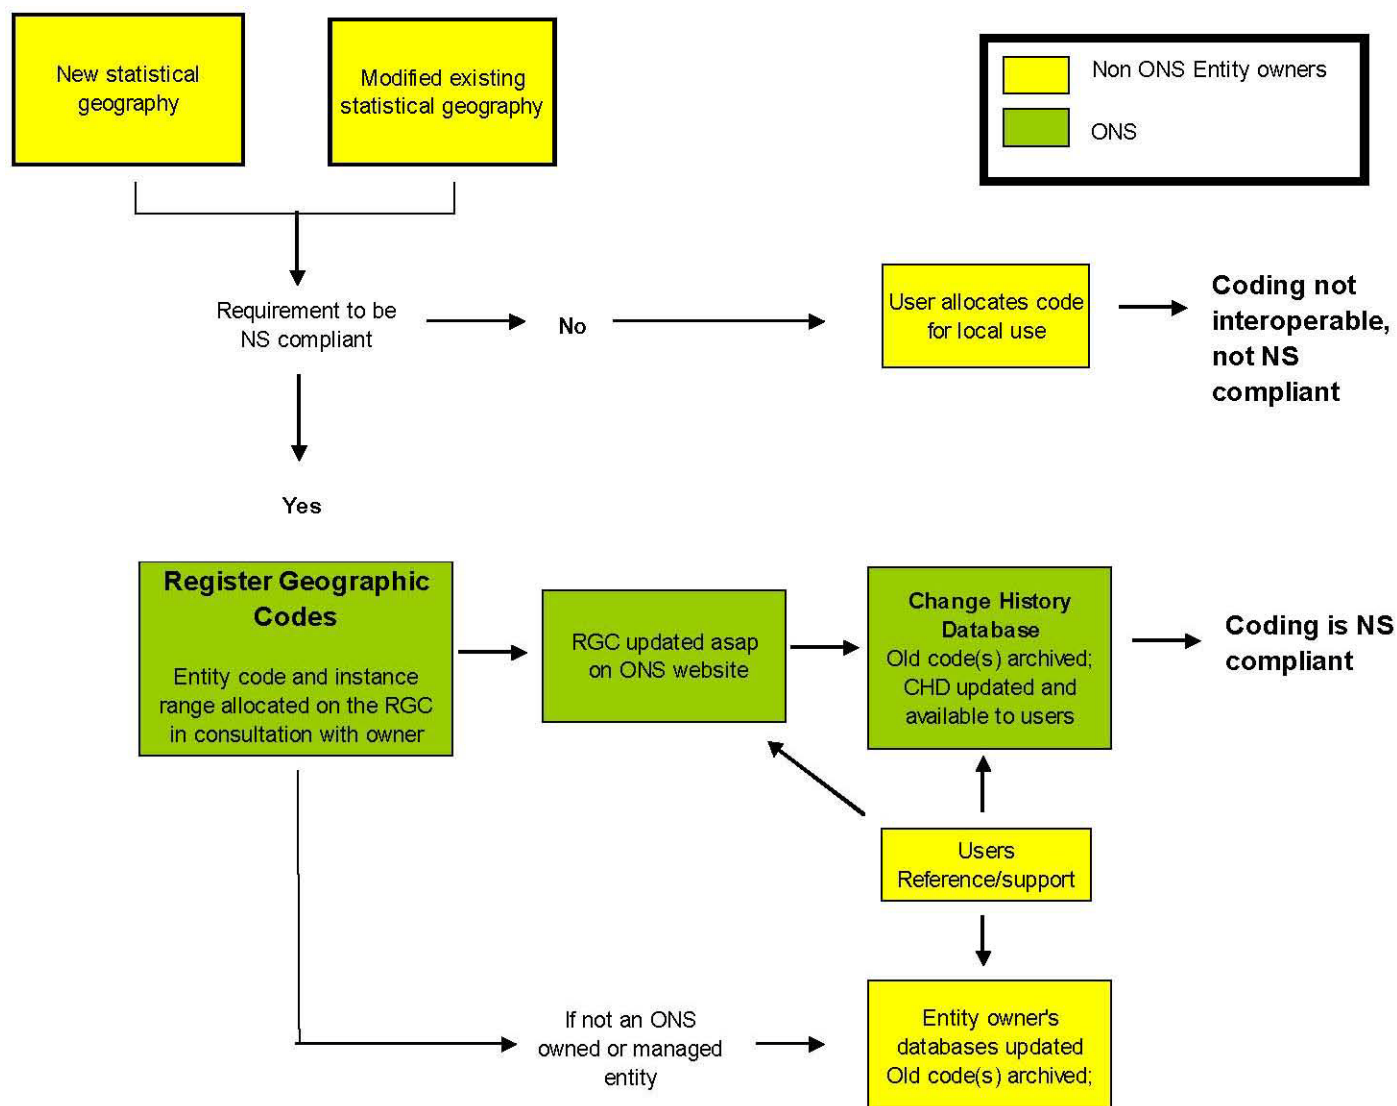 New statistical
geography
Modified existing
statistical geography
Non ONS Entity owners
ONS
Requirement to be
NS compliant
No
User allocates code
for local use
Coding not
interoperable,
not NS
compliant
Yes
Register Geographic
Codes
Entity code and instance
range allocated on the RGC
in consultation with owner
RGC updated asap
on ONS website
Change History
Database
Old code(s) archived;
CHD updated and
available to users
Coding is NS
compliant
Users
Reference/support
If not an ONS
owned or managed
entity
Entity owner's
databases updated
Old code(s) archived;